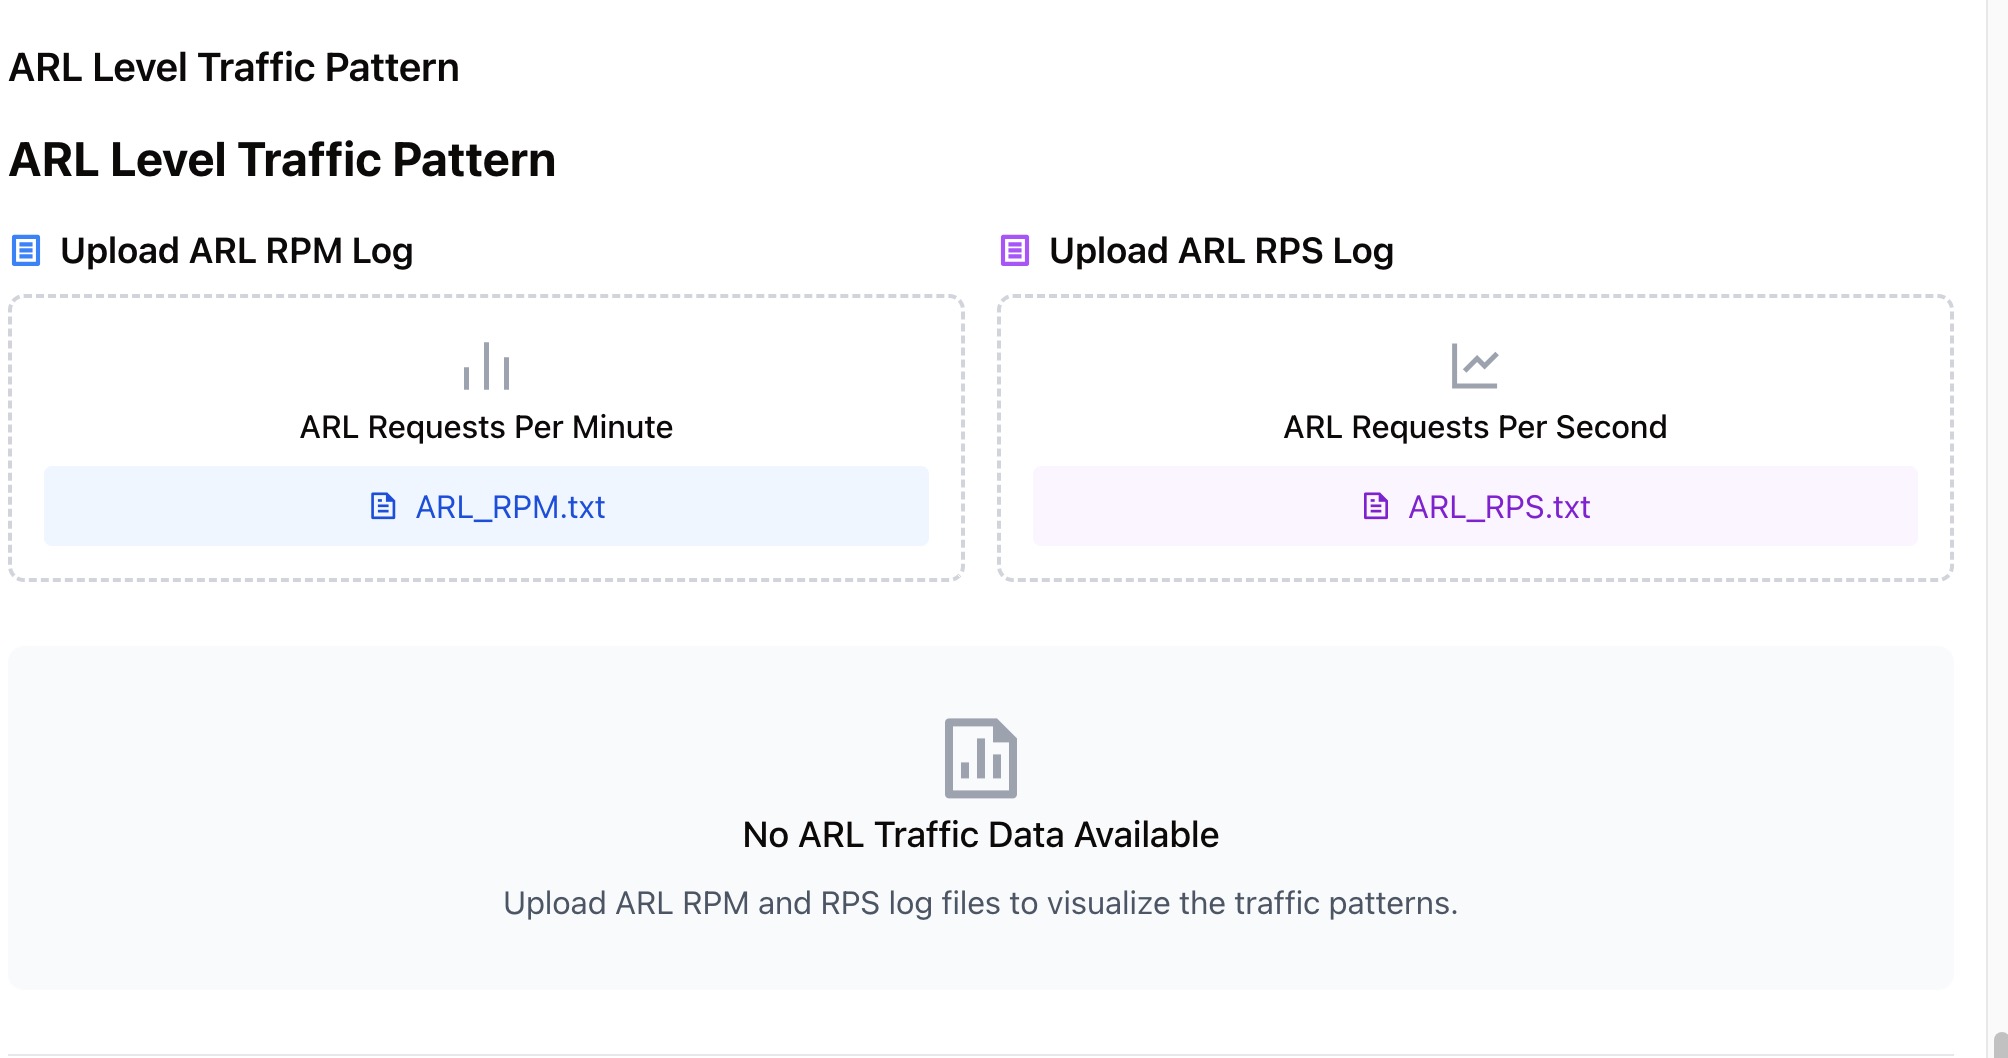 ARL Level Traffic Pattern
ARL Level Traffic Pattern
Upload ARL RPM Log
ARL Requests Per Minute
ARL_RPM.txt
Upload ARL RPS Log
ARL Requests Per Second
ARL_RPS.txt
No ARL Traffic Data Available
Upload ARL RPM and RPS log files to visualize the traffic patterns.